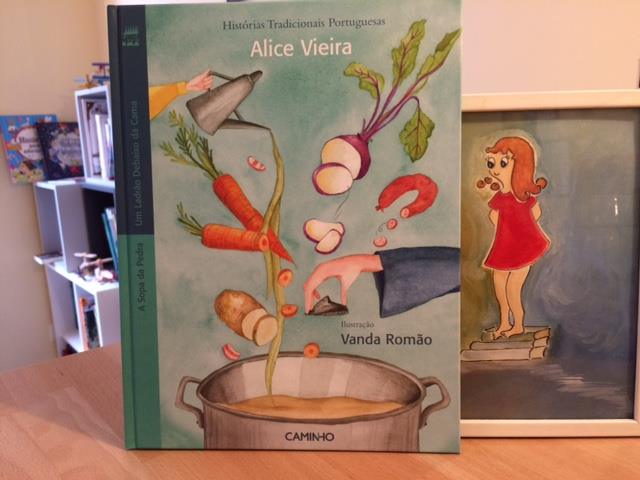 Histórias Tradicionais Portuguesas
Alice Vieira
Um Ladrão Debaixo da Cama
A Sopa da Pedra
Ilustração
Vanda Romão
CAMINHO